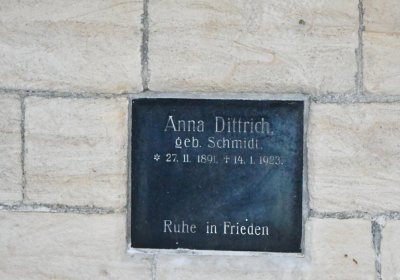 Anna Dittrich,
geb. Schmidt.
* 27. 11. 1891. † 14. 1. 1923.
Ruhe in Frieden